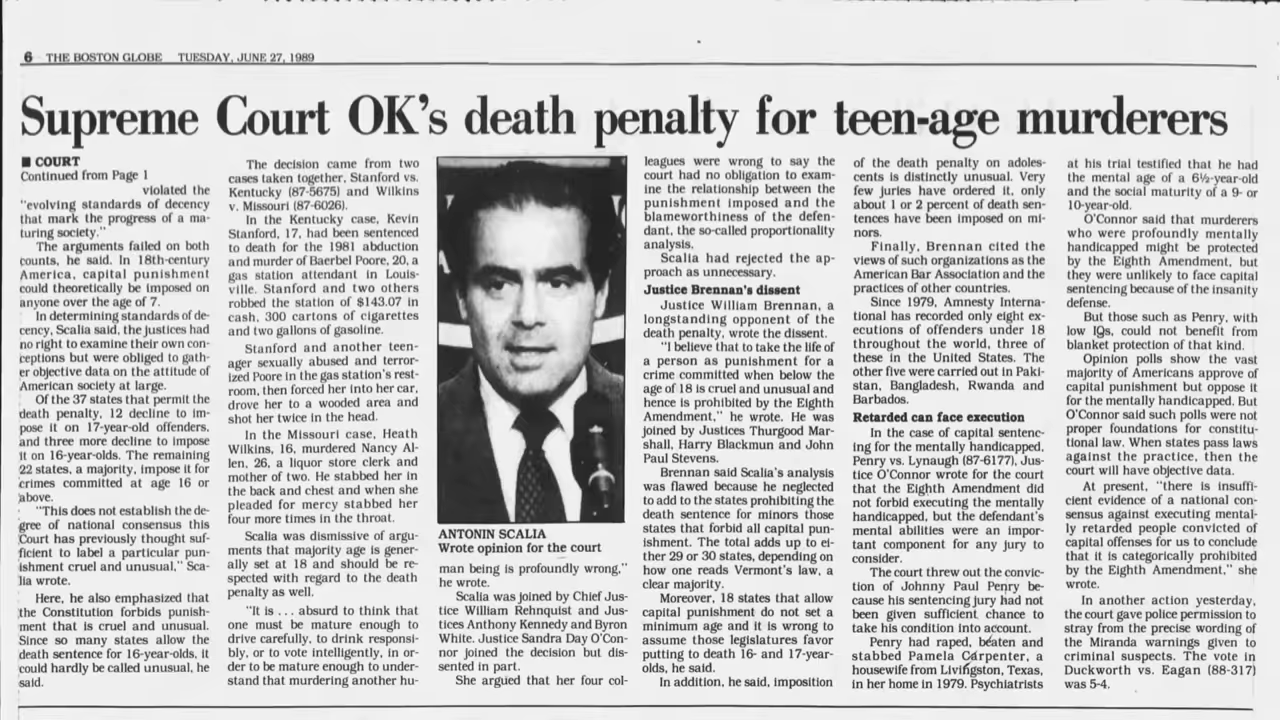 6 THE BOSTON GLOBE TUESDAY, JUNE 27, 1989
Supreme Court OK's death penalty for teen-age murderers
■ COURT
Continued from Page 1
violated the
"evolving standards of decency
that mark the progress of a ma-
turing society."
The arguments failed on both
counts, he said. In 18th-century
America, capital punishment
could theoretically be imposed on
anyone over the age of 7.
In determining standards of de-
cency, Scalia said, the justices had
no right to examine their own con-
ceptions but were obliged to gath-
er objective data on the attitude of
American society at large.
Of the 37 states that permit the
death penalty, 12 decline to im-
pose it on 17-year-old offenders,
and three more decline to impose
it on 16-year-olds. The remaining
22 states, a majority, impose it for
crimes committed at age 16 or
above.
"This does not establish the de-
gree of national consensus this
Court has previously thought suf-
ficient to label a particular pun-
ishment cruel and unusual," Sca-
lia wrote.
Here, he also emphasized that
the Constitution forbids punish-
ment that is cruel and unusual.
Since so many states allow the
death sentence for 16-year-olds, it
could hardly be called unusual, he
said.
The decision came from two
cases taken together, Stanford vs.
Kentucky (87-5675) and Wilkins
v. Missouri (87-6026).
In the Kentucky case, Kevin
Stanford, 17, had been sentenced
to death for the 1981 abduction
and murder of Baerbel Poore, 20, a
gas station attendant in Louis-
ville. Stanford and two others
robbed the station of $143.07 in
cash, 300 cartons of cigarettes
and two gallons of gasoline.
Stanford and another teen-
ager sexually abused and terror-
ized Poore in the gas station's rest-
room, then forced her into her car,
drove her to a wooded area and
shot her twice in the head.
In the Missouri case, Heath
Wilkins, 16, murdered Nancy Al-
len, 26, a liquor store clerk and
mother of two. He stabbed her in
the back and chest and when she
pleaded for mercy stabbed her
four more times in the throat.
Scalia was dismissive of argu-
ments that majority age is gener-
ally set at 18 and should be re-
spected with regard to the death
penalty as well.
"It is . . . absurd to think that
one must be mature enough to
drive carefully, to drink responsi-
bly, or to vote intelligently, in or-
der to be mature enough to under-
stand that murdering another hu-
ANTONIN SCALIA
Wrote opinion for the court
man being is profoundly wrong,"
he wrote.
Scalia was joined by Chief Jus-
tice William Rehnquist and Jus-
tices Anthony Kennedy and Byron
White. Justice Sandra Day O'Con-
nor joined the decision but dis-
sented in part.
She argued that her four col-
leagues were wrong to say the
court had no obligation to exam-
ine the relationship between the
punishment imposed and the
blameworthiness of the defen-
dant, the so-called proportionality
analysis.
Scalia had rejected the ap-
proach as unnecessary.
Justice Brennan's dissent
Justice William Brennan, a
longstanding opponent of the
death penalty, wrote the dissent.
"I believe that to take the life of
a person as punishment for a
crime committed when below the
age of 18 is cruel and unusual and
hence is prohibited by the Eighth
Amendment," he wrote. He was
joined by Justices Thurgood Mar-
shall, Harry Blackmun and John
Paul Stevens.
Brennan said Scalia's analysis
was flawed because he neglected
to add to the states prohibiting the
death sentence for minors those
states that forbid all capital pun-
ishment. The total adds up to ei-
ther 29 or 30 states, depending on
how one reads Vermont's law, a
clear majority.
Moreover, 18 states that allow
capital punishment do not set a
minimum age and it is wrong to
assume those legislatures favor
putting to death 16- and 17-year-
olds, he said.
In addition, he said, imposition
of the death penalty on adoles-
cents is distinctly unusual. Very
few juries have ordered it, only
about 1 or 2 percent of death sen-
tences have been imposed on mi-
nors.
Finally, Brennan cited the
views of such organizations as the
American Bar Association and the
practices of other countries.
Since 1979, Amnesty Interna-
tional has recorded only eight ex-
ecutions of offenders under 18
throughout the world, three of
these in the United States. The
other five were carried out in Paki-
stan, Bangladesh, Rwanda and
Barbados.
Retarded can face execution
In the case of capital sentenc-
ing for the mentally handicapped,
Penry vs. Lynaugh (87-6177), Jus-
tice O'Connor wrote for the court
that the Eighth Amendment did
not forbid executing the mentally
handicapped, but the defendant's
mental abilities were an impor-
tant component for any jury to
consider.
The court threw out the convic-
tion of Johnny Paul Penry be-
cause his sentencing jury had not
been given sufficient chance to
take his condition into account.
Penry had raped, beaten and
stabbed Pamela Carpenter, a
housewife from Livingston, Texas,
in her home in 1979. Psychiatrists
at his trial testified that he had
the mental age of a 6½-year-old
and the social maturity of a 9- or
10-year-old.
O'Connor said that murderers
who were profoundly mentally
handicapped might be protected
by the Eighth Amendment, but
they were unlikely to face capital
sentencing because of the insanity
defense.
But those such as Penry, with
low IQs, could not benefit from
blanket protection of that kind.
Opinion polls show the vast
majority of Americans approve of
capital punishment but oppose it
for the mentally handicapped. But
O'Connor said such polls were not
proper foundations for constitu-
tional law. When states pass laws
against the practice, then the
court will have objective data.
At present, "there is insuffi-
cient evidence of a national con-
sensus against executing mental-
ly retarded people convicted of
capital offenses for us to conclude
that it is categorically prohibited
by the Eighth Amendment," she
wrote.
In another action yesterday,
the court gave police permission to
stray from the precise wording of
the Miranda warnings given to
criminal suspects. The vote in
Duckworth vs. Eagan (88-317)
was 5-4.